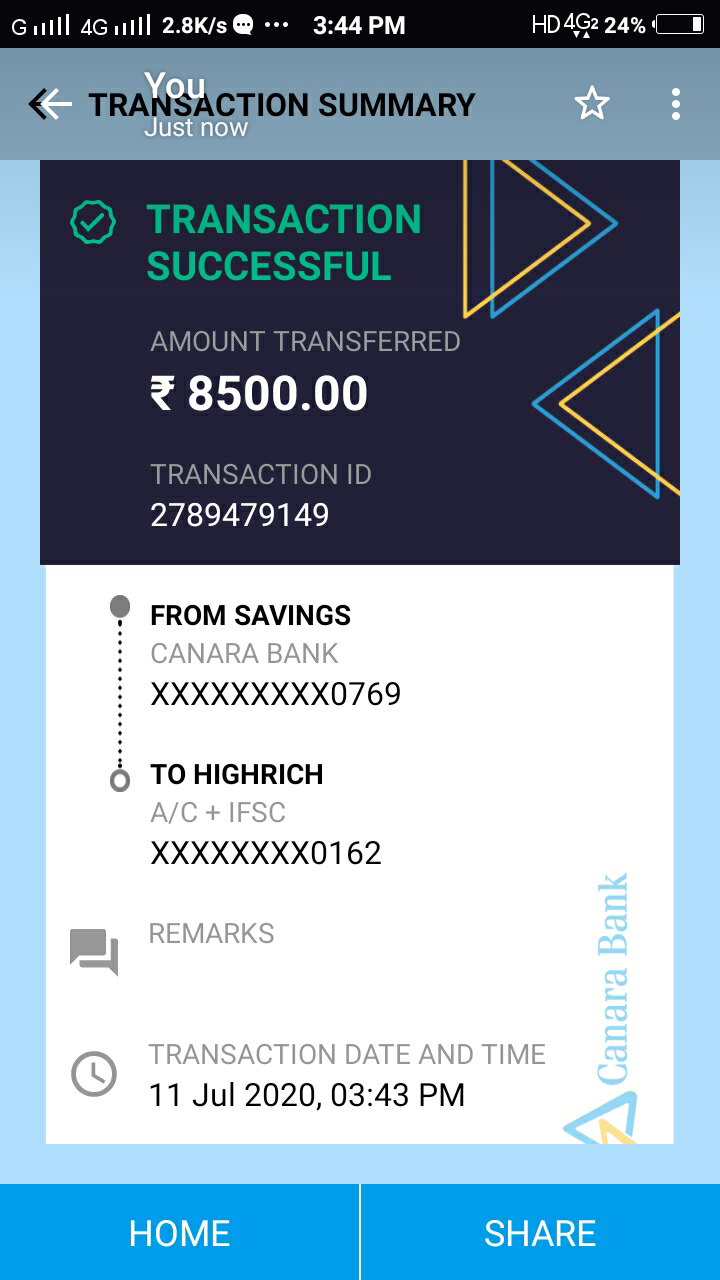 G 4G 2.8K/s 3:44 PM HD 4G2 24%
You
TRANSACTION SUMMARY
Just now
TRANSACTION
SUCCESSFUL
AMOUNT TRANSFERRED
₹ 8500.00
TRANSACTION ID
2789479149
FROM SAVINGS
CANARA BANK
XXXXXXXXX0769
TO HIGHRICH
A/C + IFSC
XXXXXXXX0162
REMARKS
Canara Bank
TRANSACTION DATE AND TIME
11 Jul 2020, 03:43 PM
HOME
SHARE